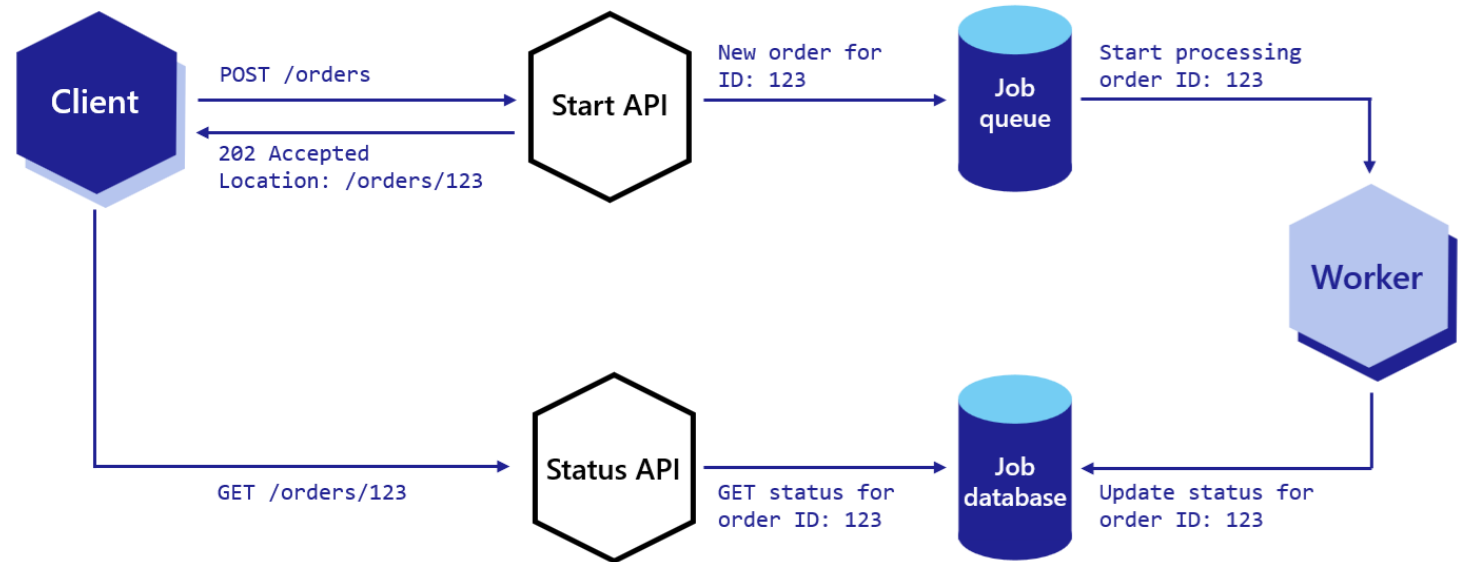 Client
POST /orders
202 Accepted
Location: /orders/123
Start API
New order for
ID: 123
Job
queue
Start processing
order ID: 123
Worker
GET /orders/123
Status API
GET status for
order ID: 123
Job
database
Update status for
order ID: 123